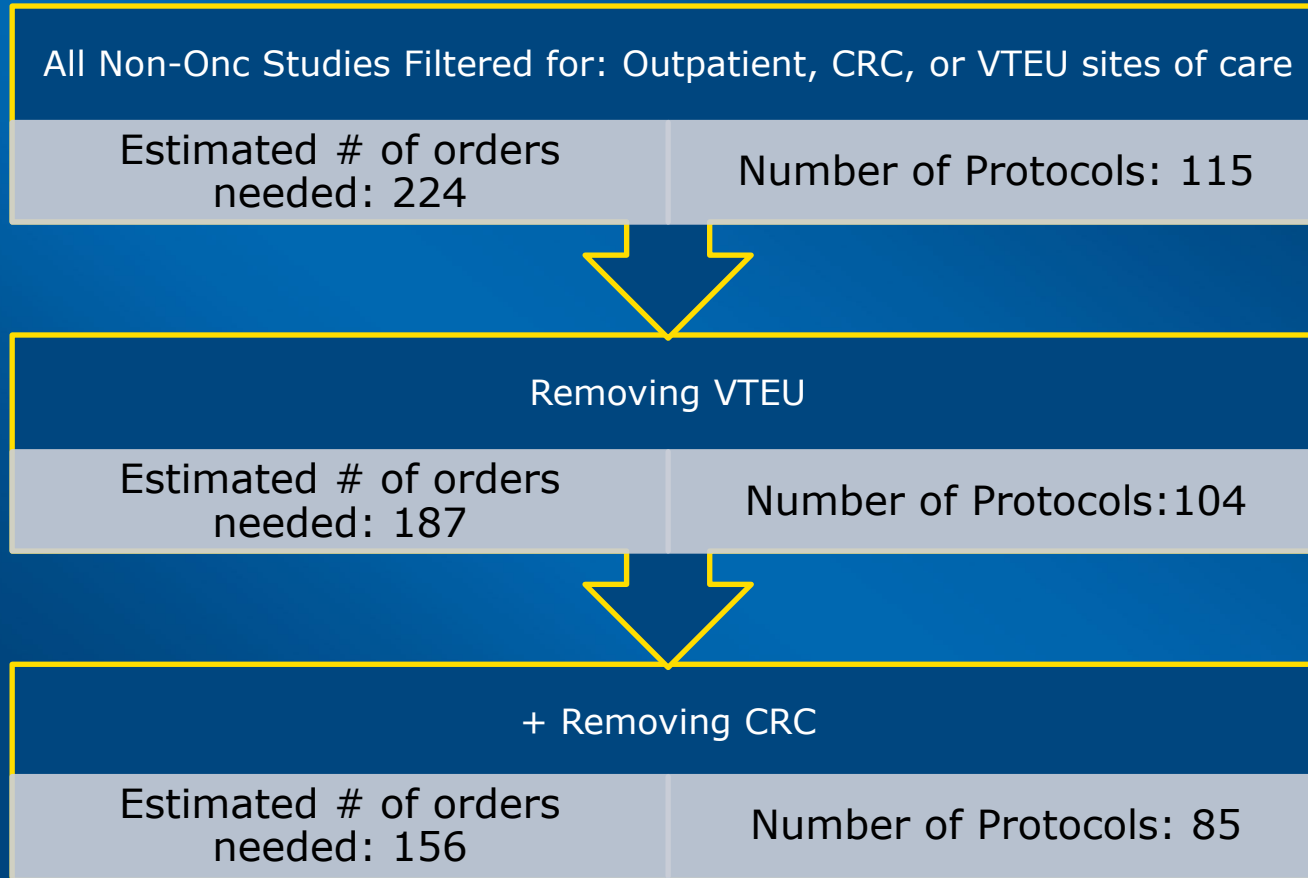 All Non-Onc Studies Filtered for: Outpatient, CRC, or VTEU sites of care
Estimated # of orders
needed: 224
Number of Protocols: 115
Removing VTEU
Estimated # of orders
needed: 187
Number of Protocols:104
+ Removing CRC
Estimated # of orders
needed: 156
Number of Protocols: 85